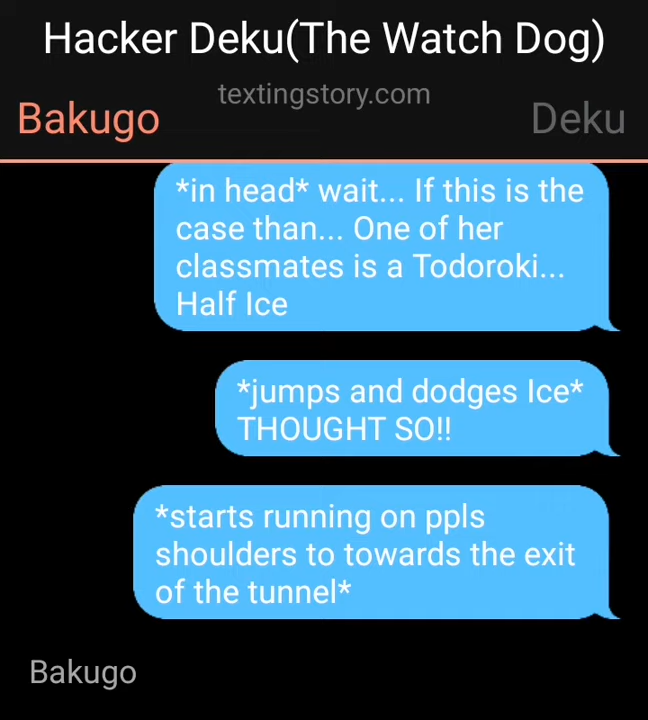 Hacker Deku(The Watch Dog)
textingstory.com
Bakugo
Deku
*in head* wait... If this is the
case than... One of her
classmates is a Todoroki...
Half Ice
*jumps and dodges Ice*
THOUGHT SO!!
*starts running on ppls
shoulders to towards the exit
of the tunnel*
Bakugo